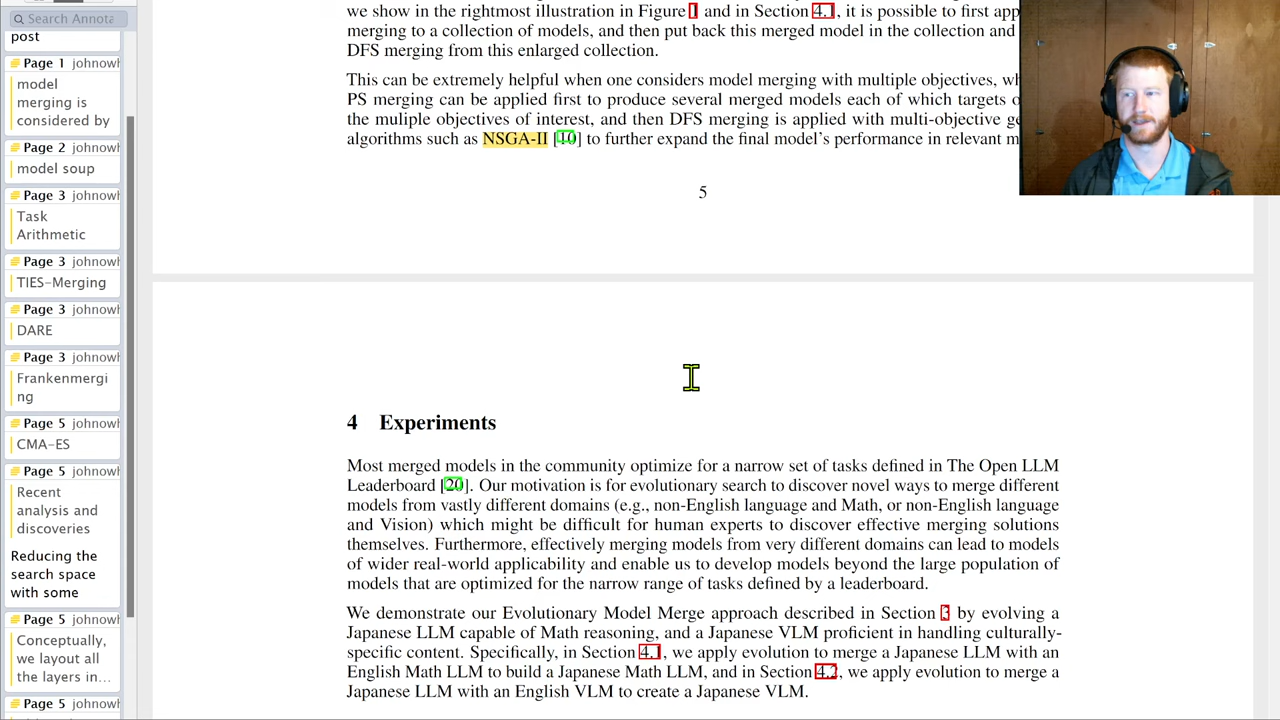 Search Annota
post
Page 1 johnowh
model
merging is
considered by
Page 2 johnowh
model soup
Page 3 johnowh
Task
Arithmetic
Page 3 johnowh
TIES-Merging
Page 3 johnowh
DARE
Page 3 johnowh
Frankenmergi
ng
Page 5 johnowh
CMA-ES
Page 5 johnowh
Recent
analysis and
discoveries
Reducing the
search space
with some
Page 5 johnowh
Conceptually,
we layout all
the layers in...
Page 5 johnowh
we show in the rightmost illustration in Figure 1 and in Section 4.1, it is possible to first app
merging to a collection of models, and then put back this merged model in the collection and
DFS merging from this enlarged collection.
This can be extremely helpful when one considers model merging with multiple objectives, wh
PS merging can be applied first to produce several merged models each of which targets o
the muliple objectives of interest, and then DFS merging is applied with multi-objective ge
algorithms such as NSGA-II [10] to further expand the final model's performance in relevant m
5
4 Experiments
Most merged models in the community optimize for a narrow set of tasks defined in The Open LLM
Leaderboard [20]. Our motivation is for evolutionary search to discover novel ways to merge different
models from vastly different domains (e.g., non-English language and Math, or non-English language
and Vision) which might be difficult for human experts to discover effective merging solutions
themselves. Furthermore, effectively merging models from very different domains can lead to models
of wider real-world applicability and enable us to develop models beyond the large population of
models that are optimized for the narrow range of tasks defined by a leaderboard.
We demonstrate our Evolutionary Model Merge approach described in Section 3 by evolving a
Japanese LLM capable of Math reasoning, and a Japanese VLM proficient in handling culturally-
specific content. Specifically, in Section 4.1, we apply evolution to merge a Japanese LLM with an
English Math LLM to build a Japanese Math LLM, and in Section 4.2, we apply evolution to merge a
Japanese LLM with an English VLM to create a Japanese VLM.